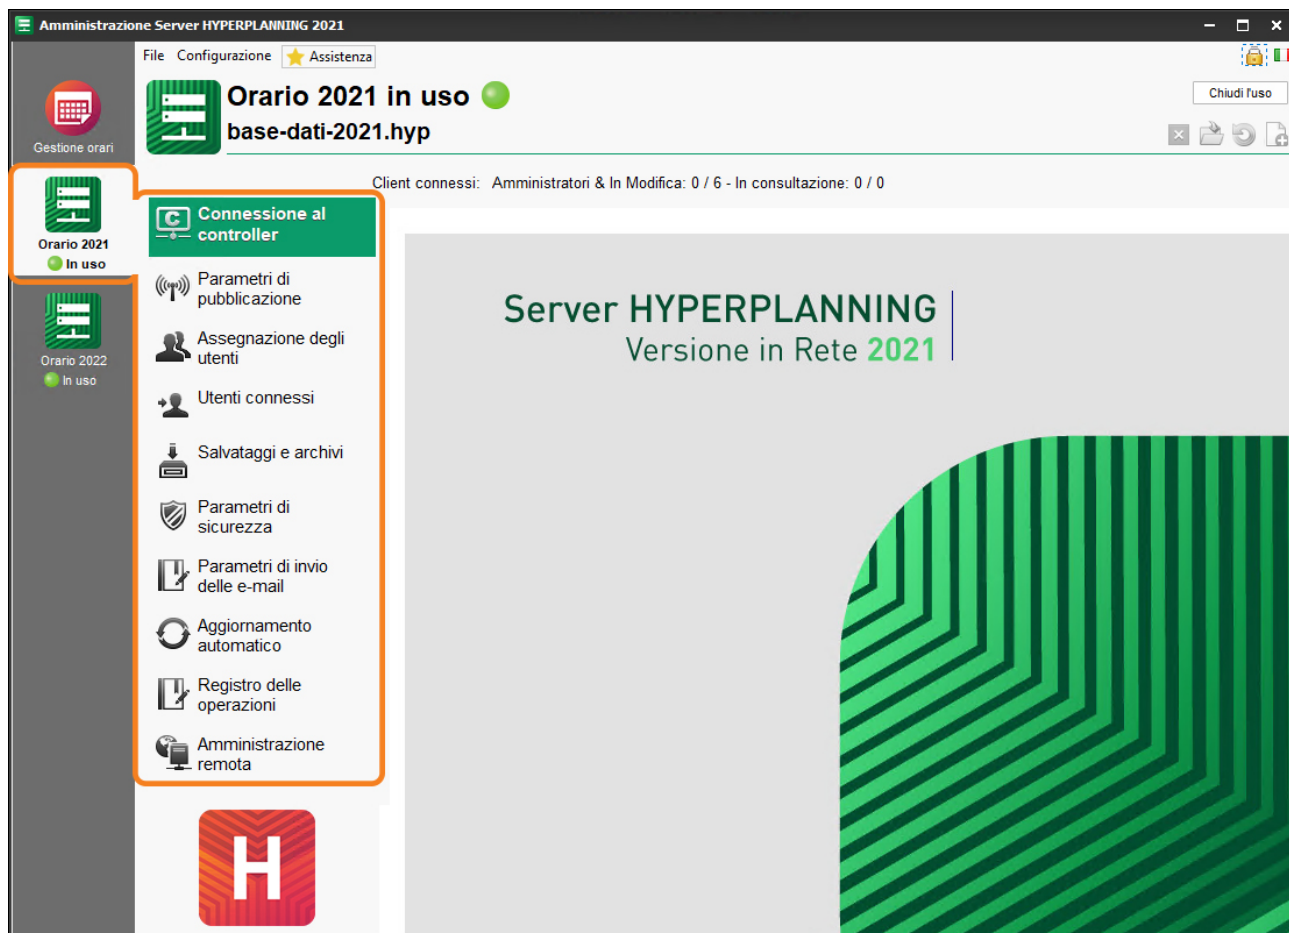 Amministrazione Server HYPERPLANNING 2021
File Configurazione Assistenza
Gestione orari
Orario 2021 in uso
base-dati-2021.hyp
Chiudi l'uso
Client connessi: Amministratori & In Modifica: 0 / 6 - In consultazione: 0 / 0
Orario 2021
In uso
Orario 2022
In uso
C
Connessione al
controller
Parametri di
pubblicazione
Assegnazione degli
utenti
Utenti connessi
Salvataggi e archivi
Parametri di
sicurezza
Parametri di invio
delle e-mail
Aggiornamento
automatico
Registro delle
operazioni
Amministrazione
remota
H
Server HYPERPLANNING
Versione in Rete 2021